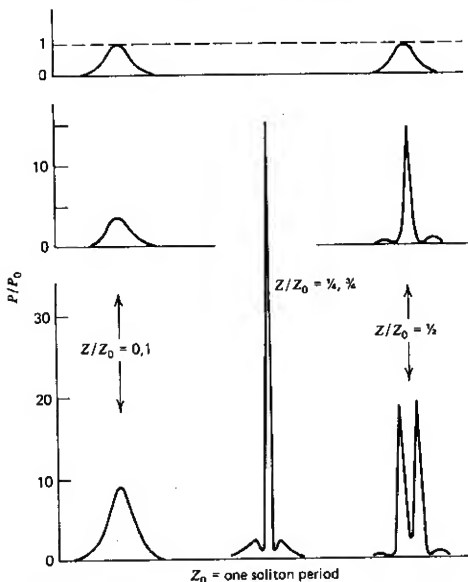 1
0
10
0
P/P₀
30
20
10
0
Z/Z₀ = 0,1
Z/Z₀ = ¼, ¾
Z/Z₀ = ½
Z₀ = one soliton period